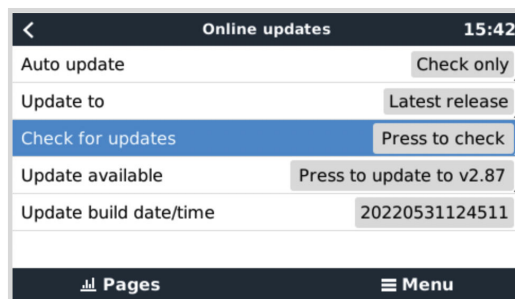 Online updates 15:42
Auto update Check only
Update to Latest release
Check for updates Press to check
Update available Press to update to v2.87
Update build date/time 20220531124511
Pages Menu